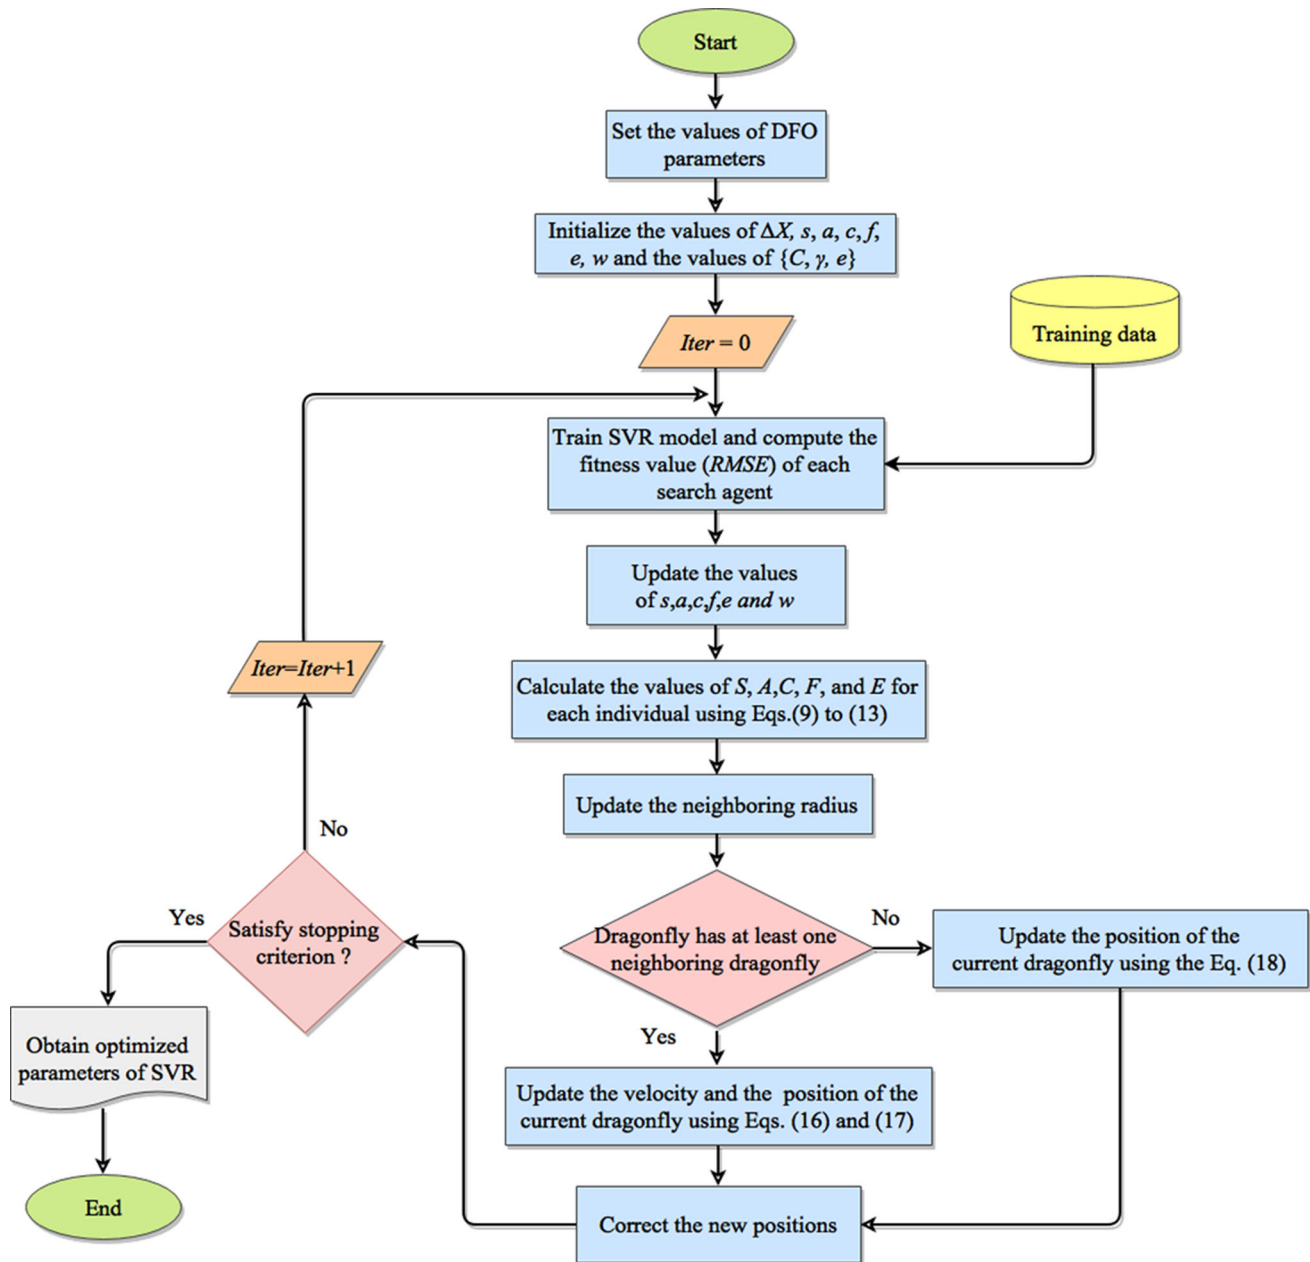 Start
Set the values of DFO
parameters
Initialize the values of ΔX, s, a, c, f,
e, w and the values of {C, γ, e}
Iter = 0
Training data
Train SVR model and compute the
fitness value (RMSE) of each
search agent
Update the values
of s,a,c,f,e and w
Iter=Iter+1
Calculate the values of S, A,C, F, and E for
each individual using Eqs.(9) to (13)
Update the neighboring radius
No
Yes
Satisfy stopping
criterion ?
Dragonfly has at least one
neighboring dragonfly
No
Update the position of the
current dragonfly using the Eq. (18)
Yes
Obtain optimized
parameters of SVR
Update the velocity and the position of the
current dragonfly using Eqs. (16) and (17)
End
Correct the new positions